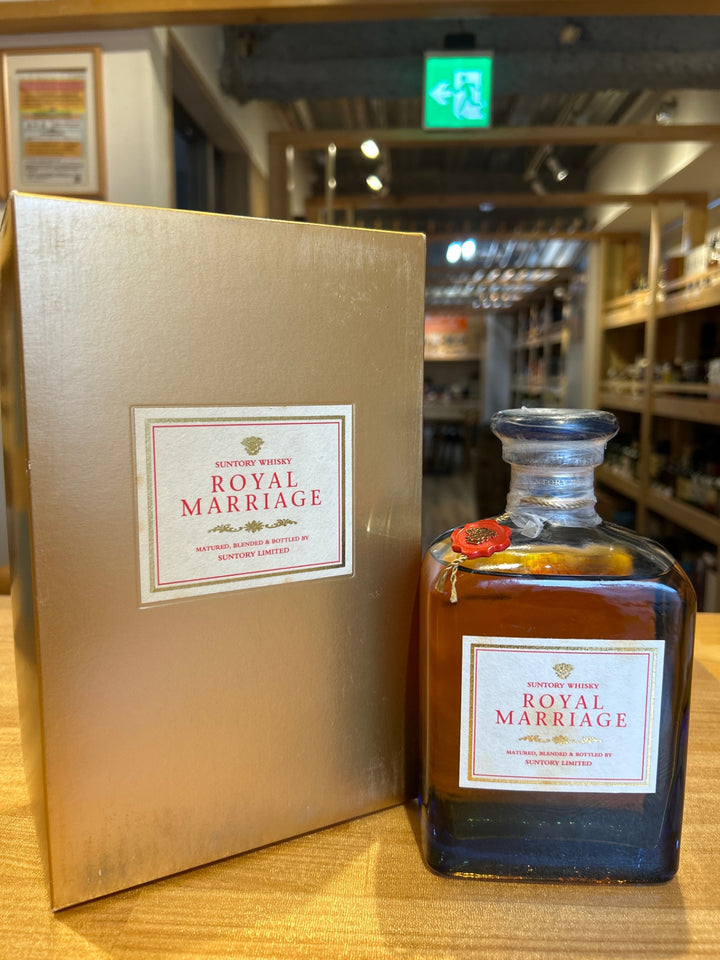 SUNTORY WHISKY
ROYAL
MARRIAGE
MATURED, BLENDED & BOTTLED BY
SUNTORY LIMITED
SUNTORY
SUNTORY WHISKY
ROYAL
MARRIAGE
MATURED, BLENDED & BOTTLED BY
SUNTORY LIMITED